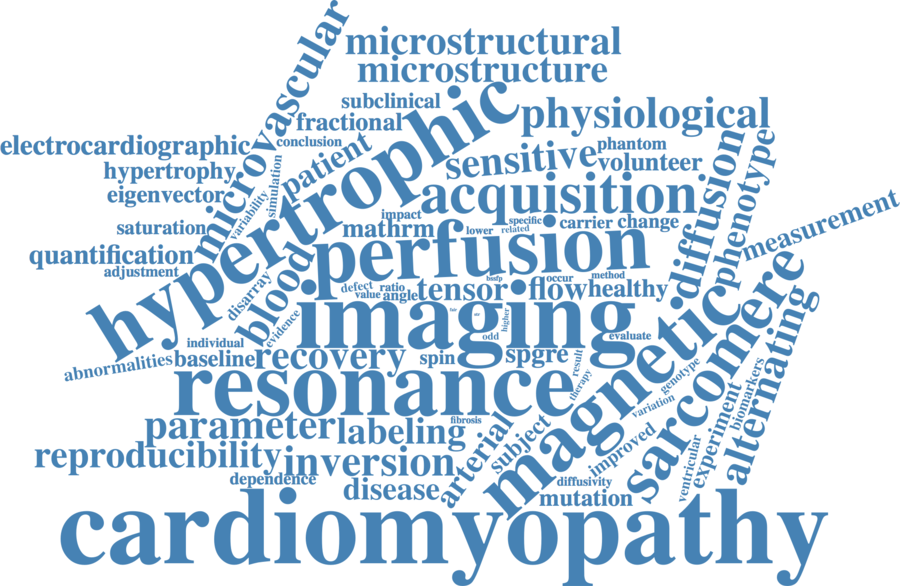 microstructural
microstructure
microvascular
subclinical
fractional
hypertrophic
physiological
electrocardiographic
conclusion
patient
sensitive
phantom
volunteer
hypertrophy
eigenvector
simulation
variability
acquisition
diffusion
phenotype
measurement
saturation
impact
mathrm
lower
specific
related
carrier
change
quantification
adjustment
blood
perfusion
disarray
evidence
defect
ratio
value
angle
tensor
bssfp
flow
occur
method
healthy
imaging
fair
higher
odd
evaluate
abnormalities
individual
baseline
recovery
spin
spgre
result
therapy
resonance
magnetic
genotype
variation
sarcomere
alternating
biomarkers
experiment
ventricular
parameter
labeling
fibrosis
arterial
subject
improved
reproducibility
inversion
dependence
disease
diffusivity
mutation
cardiomyopathy